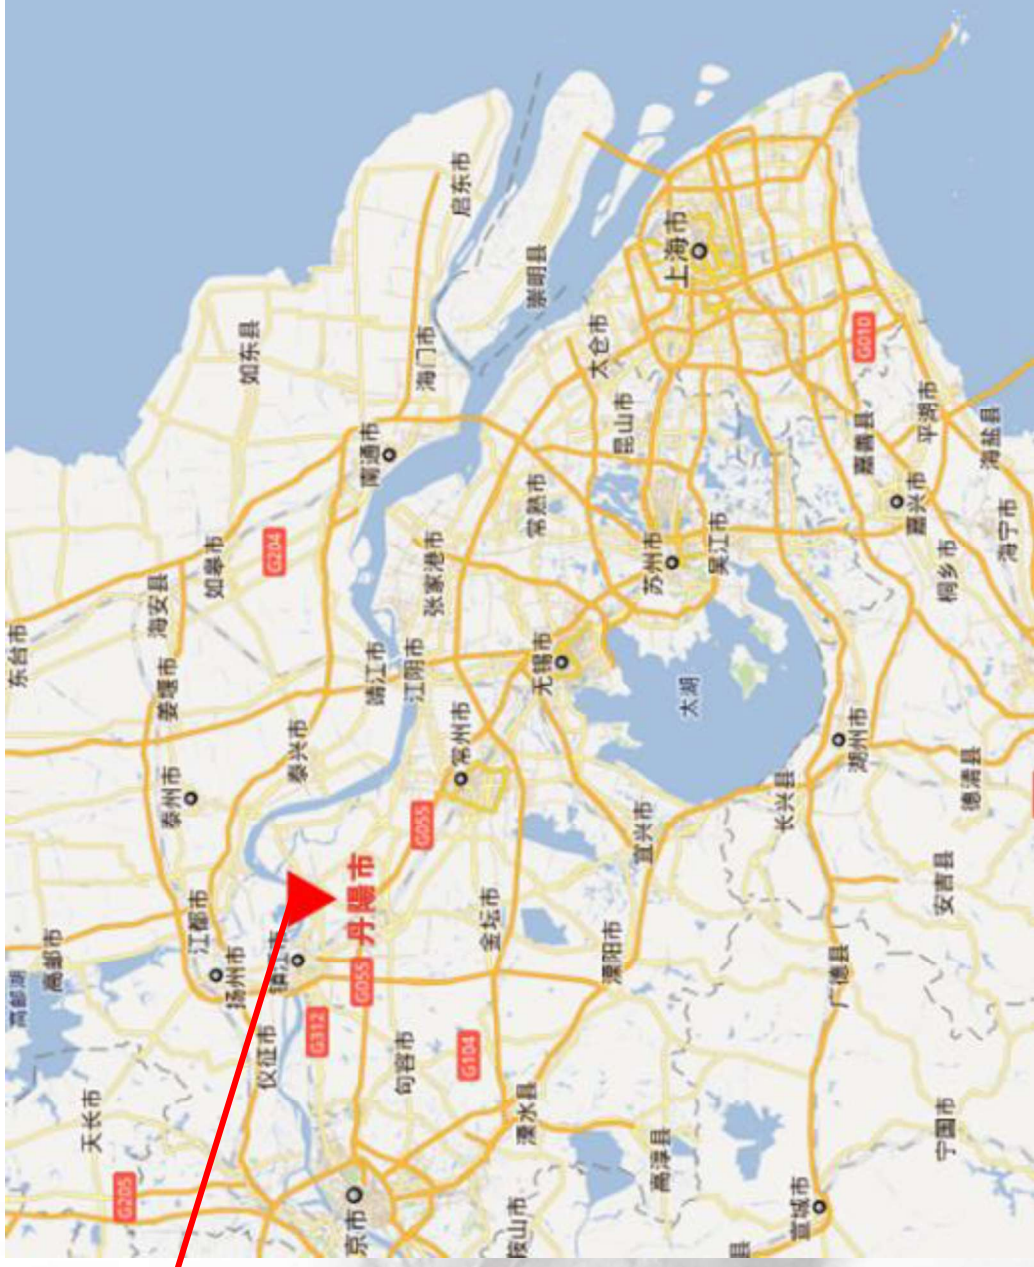 东台市
高邮湖
高邮市
天长市
G205
海安县
姜堰市
泰州市
江都市
如皋市
扬州市
如东县
仪征市
G204
镇江市
泰兴市
G312
南通市
靖江市
丹陽市
G055
京市
海门市
江阴市
句容市
G055
张家港市
启东市
常州市
G104
金坛市
崇明县
常熟市
无锡市
溧水县
鞍山市
太仓市
昆山市
溧阳市
宜兴市
苏州市
高淳县
上海市
太湖
吴江市
县
长兴县
宣城市
广德县
G010
嘉善县
湖州市
平湖市
嘉兴市
桐乡市
安吉县
宁国市
德清县
海盐县
海宁市